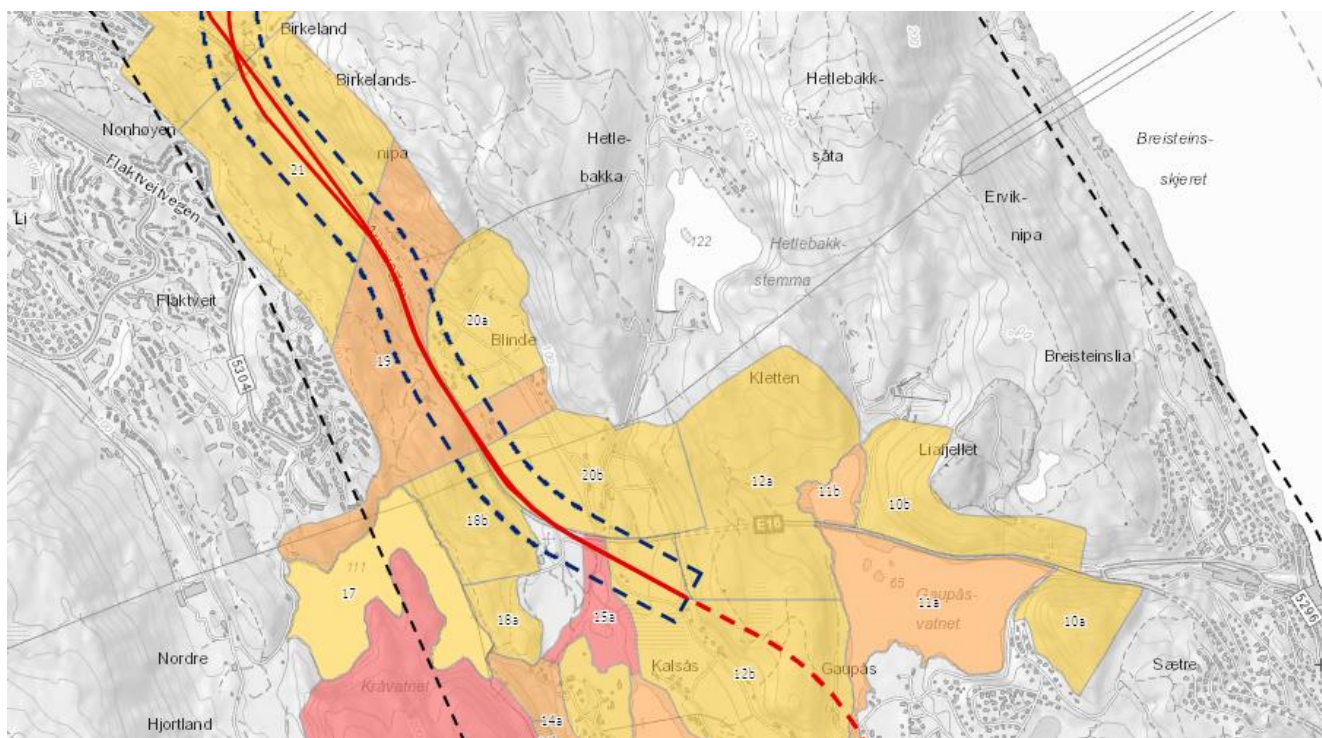 Birkeland
Birkelands-
nipa
Nonhøyen
Flaktveitvegen
Li
21
Hetle-
bakka
Hetlebakk-
såta
122
Hetlebakk-
stemma
Breisteins-
skjeret
Ervik-
nipa
Flaktveit
20a
Blinde
19
5304
Breisteinslia
Kletten
Liafjellet
20b
12a
11b
10b
18b
E16
111
17
65
11a
Gaupås-
vatnet
18a
15a
10a
5296
Nordre
Hjortland
Kråvatnet
14a
Kalsås
12b
Gaupås
Sætre